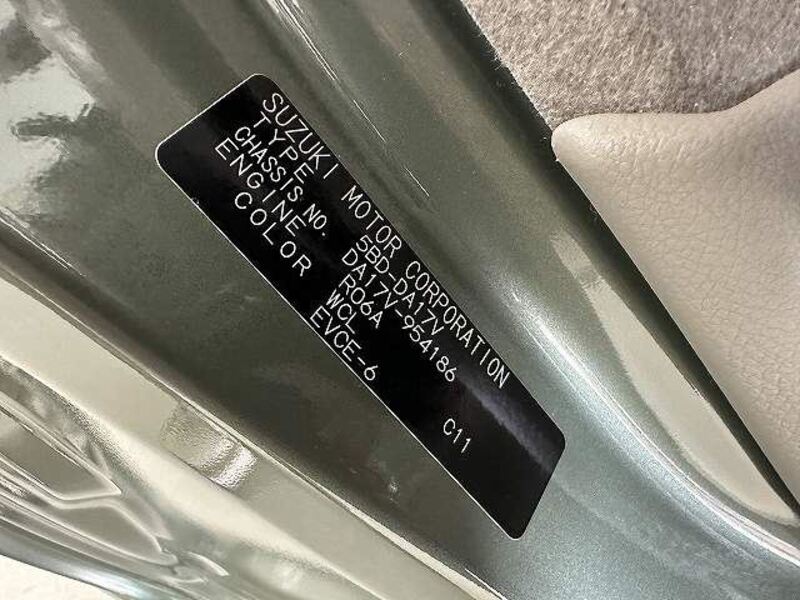 SUZUKI MOTOR CORPORATION
TYPE 5BD-DA17V
CHASSIS NO. DA17V-954186
ENGINE R06A
COLOR WCL
EVCE-6 C11